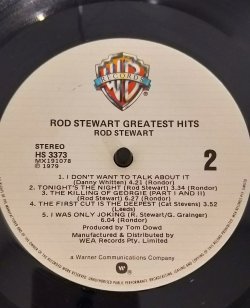 WB
RECORDS
ROD STEWART GREATEST HITS
ROD STEWART
STEREO
HS 3373
MX191078
℗ 1979
2
1. I DON'T WANT TO TALK ABOUT IT
(Danny Whitten) 4.21 (Rondor)
2. TONIGHT'S THE NIGHT (Rod Stewart) 3.34 (Rondor)
3. THE KILLING OF GEORGIE (PART I AND II)
(Rod Stewart) 6.31 (Rondor)
4. THE FIRST CUT IS THE DEEPEST (Cat Stevens) 3.52
(Leeds)
5. I WAS ONLY JOKING (R. Stewart/G. Grainger)
6.04 (Rondor)
Produced by Tom Dowd
Manufactured & Distributed by
WEA Records Pty. Limited
a Warner Communications Company